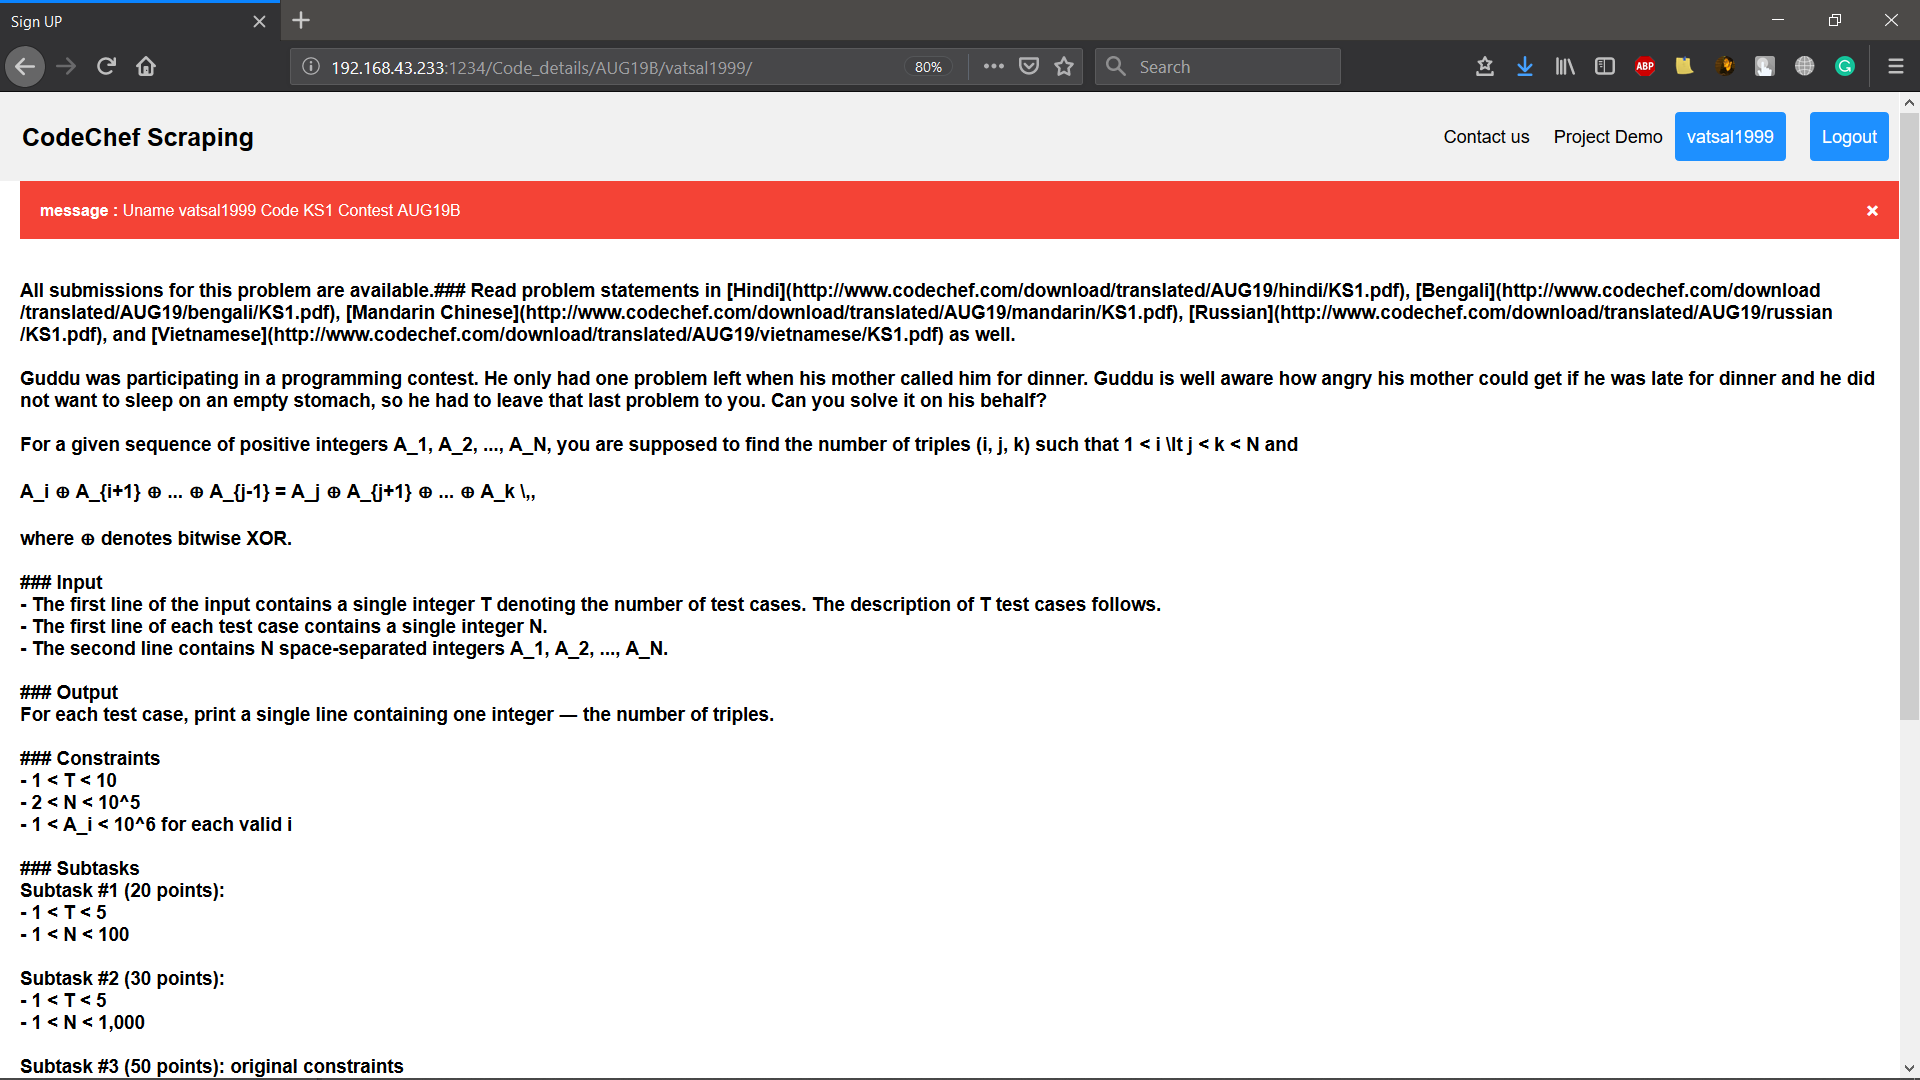 Sign UP
192.168.43.233:1234/Code_details/AUG19B/vatsal1999/
80%
Search
ABP
CodeChef Scraping
Contact us
Project Demo
vatsal1999
Logout
message : Uname vatsal1999 Code KS1 Contest AUG19B
All submissions for this problem are available.### Read problem statements in [Hindi](http://www.codechef.com/download/translated/AUG19/hindi/KS1.pdf), [Bengali](http://www.codechef.com/download
/translated/AUG19/bengali/KS1.pdf), [Mandarin Chinese](http://www.codechef.com/download/translated/AUG19/mandarin/KS1.pdf), [Russian](http://www.codechef.com/download/translated/AUG19/russian
/KS1.pdf), and [Vietnamese](http://www.codechef.com/download/translated/AUG19/vietnamese/KS1.pdf) as well.
Guddu was participating in a programming contest. He only had one problem left when his mother called him for dinner. Guddu is well aware how angry his mother could get if he was late for dinner and he did
not want to sleep on an empty stomach, so he had to leave that last problem to you. Can you solve it on his behalf?
For a given sequence of positive integers A_1, A_2, ..., A_N, you are supposed to find the number of triples (i, j, k) such that 1 < i \lt j < k < N and
A_i ⊕ A_{i+1} ⊕ ... ⊕ A_{j-1} = A_j ⊕ A_{j+1} ⊕ ... ⊕ A_k \,,
where ⊕ denotes bitwise XOR.
### Input
- The first line of the input contains a single integer T denoting the number of test cases. The description of T test cases follows.
- The first line of each test case contains a single integer N.
- The second line contains N space-separated integers A_1, A_2, ..., A_N.
### Output
For each test case, print a single line containing one integer — the number of triples.
### Constraints
- 1 < T < 10
- 2 < N < 10^5
- 1 < A_i < 10^6 for each valid i
### Subtasks
Subtask #1 (20 points):
- 1 < T < 5
- 1 < N < 100
Subtask #2 (30 points):
- 1 < T < 5
- 1 < N < 1,000
Subtask #3 (50 points): original constraints